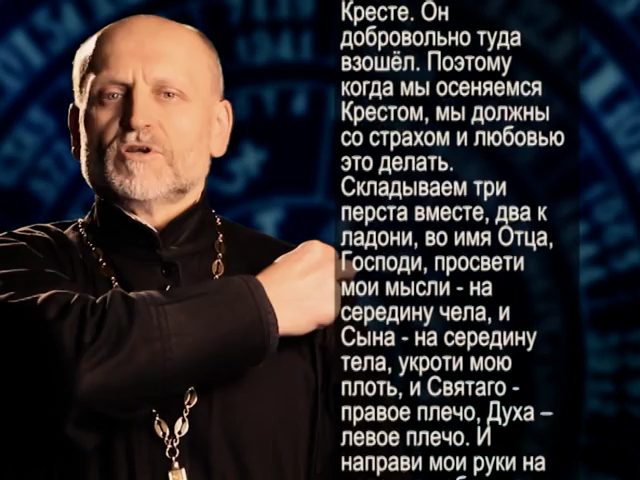 Кресте. Он
добровольно туда
взошёл. Поэтому
когда мы осеняемся
Крестом, мы должны
со страхом и любовью
это делать.
Складываем три
перста вместе, два к
ладони, во имя Отца,
Господи, просвети
мои мысли - на
середину чела, и
Сына - на середину
тела, укроти мою
плоть, и Святаго -
правое плечо, Духа –
левое плечо. И
направи мои руки на